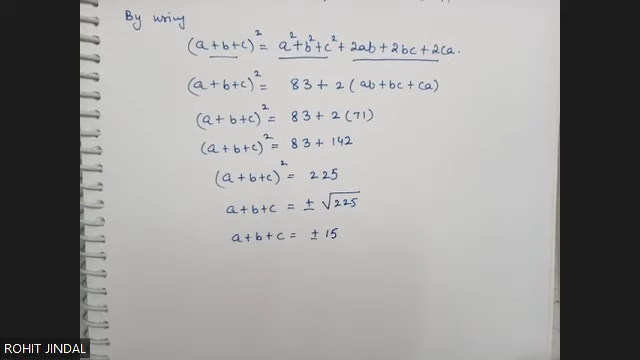 By using
(a+b+c)² = a²+b²+c²+2ab+2bc+2ca.
(a+b+c)² = 83+2(ab+bc+ca)
(a+b+c)² = 83+2(71)
(a+b+c)² = 83+142
(a+b+c)² = 225
a+b+c = ±√225
a+b+c = ±15
ROHIT JINDAL